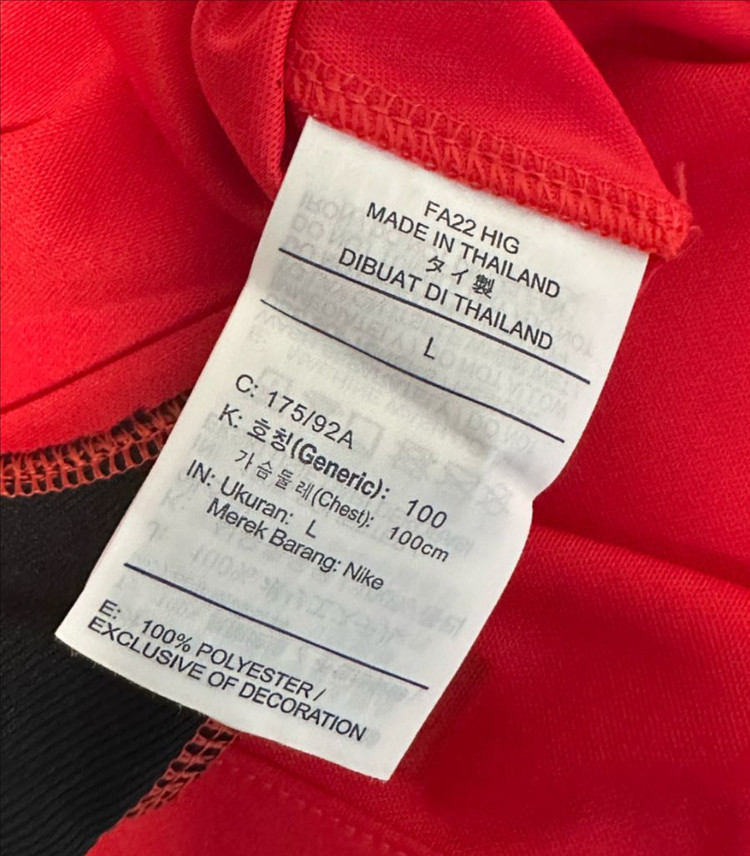 FA22 HIG
MADE IN THAILAND
タイ製
DIBUAT DI THAILAND
L
C: 175/92A
K: 호칭(Generic): 100
가슴둘레(Chest): 100cm
IN: Ukuran: L
Merek Barang: Nike
E: 100% POLYESTER /
EXCLUSIVE OF DECORATION